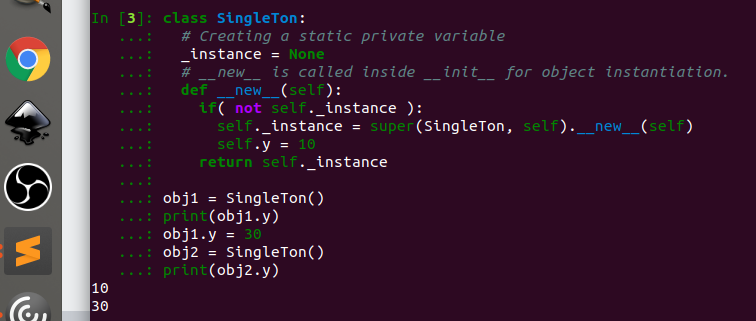 In [3]: class SingleTon:
   ...:   # Creating a static private variable
   ...:   _instance = None
   ...:   # __new__ is called inside __init__ for object instantiation.
   ...:   def __new__(self):
   ...:     if( not self._instance ):
   ...:       self._instance = super(SingleTon, self).__new__(self)
   ...:       self.y = 10
   ...:     return self._instance
   ...:
   ...: obj1 = SingleTon()
   ...: print(obj1.y)
   ...: obj1.y = 30
   ...: obj2 = SingleTon()
   ...: print(obj2.y)
10
30